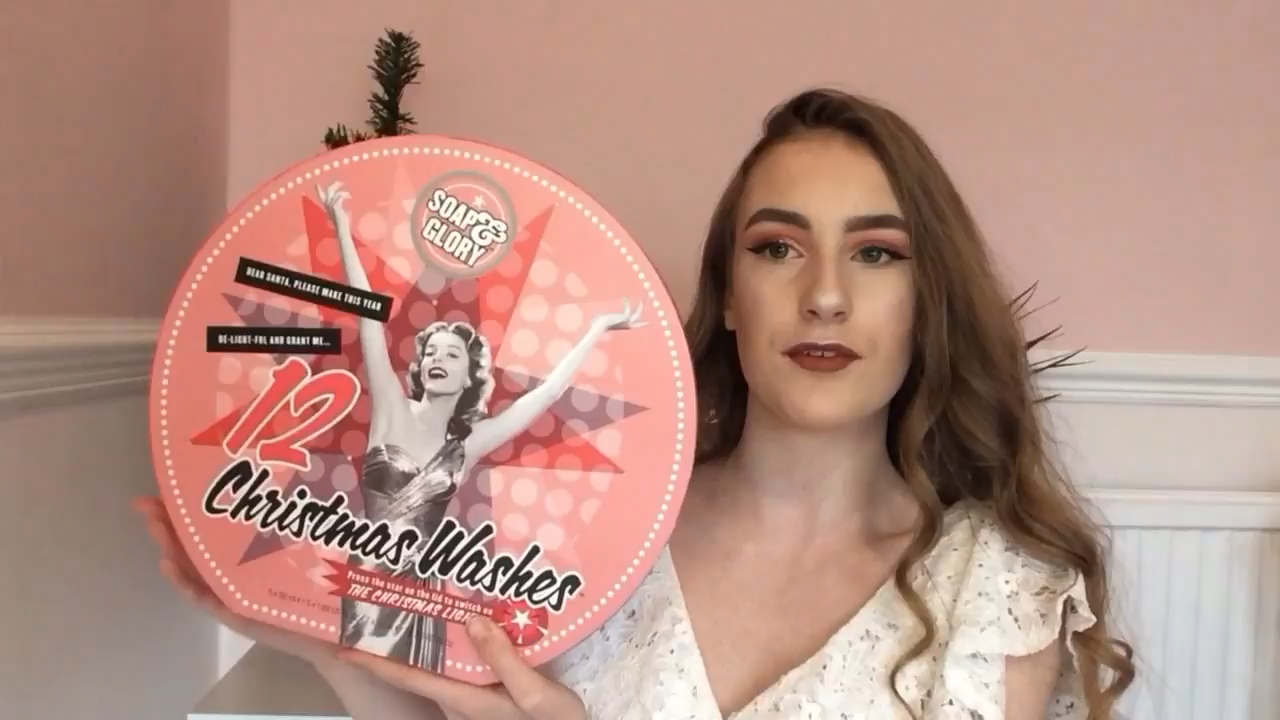 SOAP&
GLORY
DEAR SANTA, PLEASE MAKE THIS YEAR
DE-LIGHT-FUL AND GRANT ME...
12
Christmas Washes
Press the star on the lid to switch on
THE CHRISTMAS